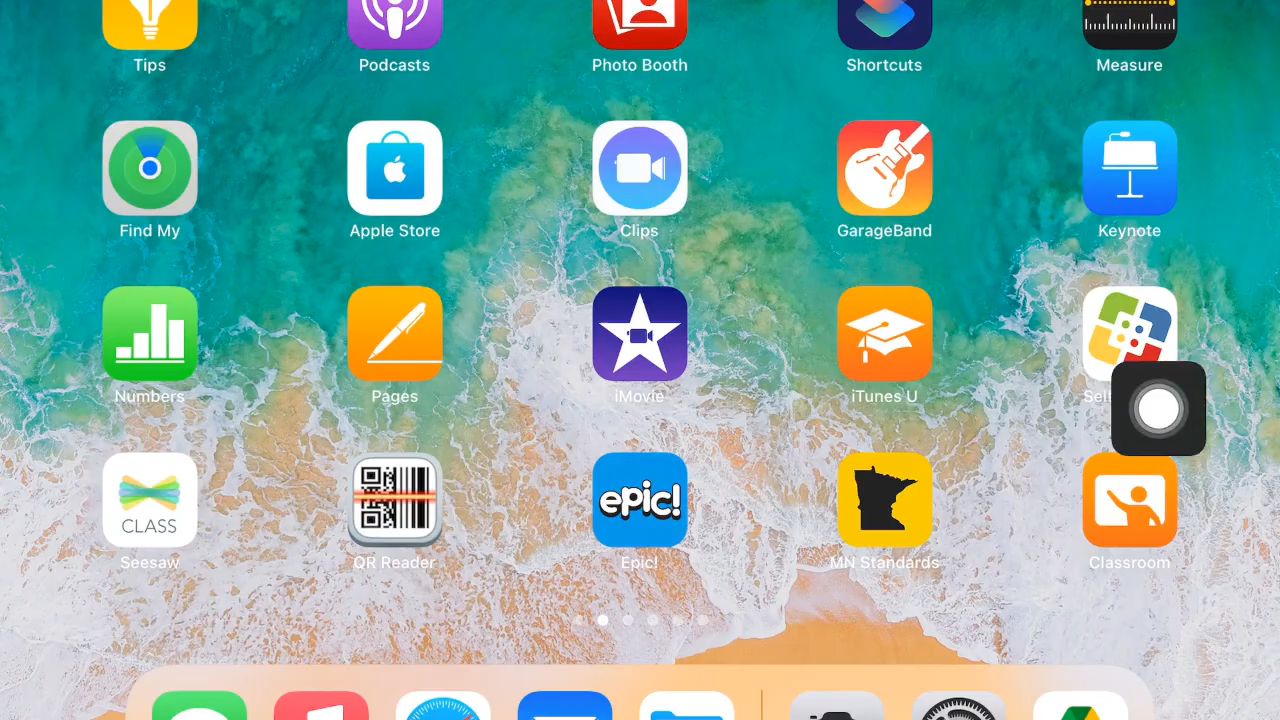 Tips
Podcasts
Photo Booth
Shortcuts
Measure
Find My
Apple Store
Clips
GarageBand
Keynote
Numbers
Pages
iMovie
iTunes U
CLASS
Seesaw
QR Reader
epic!
Epic!
MN Standards
Classroom